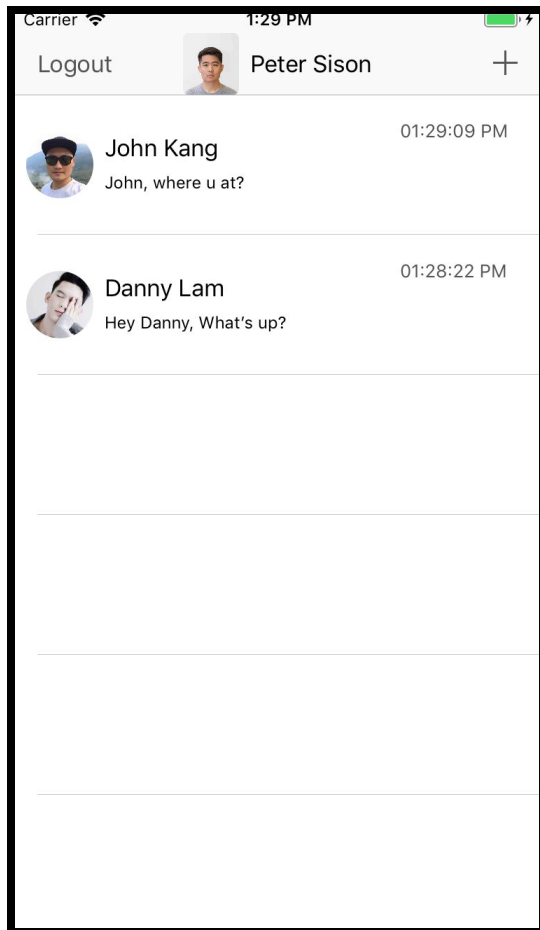 Carrier 1:29 PM
Logout Peter Sison +
01:29:09 PM
John Kang
John, where u at?
01:28:22 PM
Danny Lam
Hey Danny, What's up?